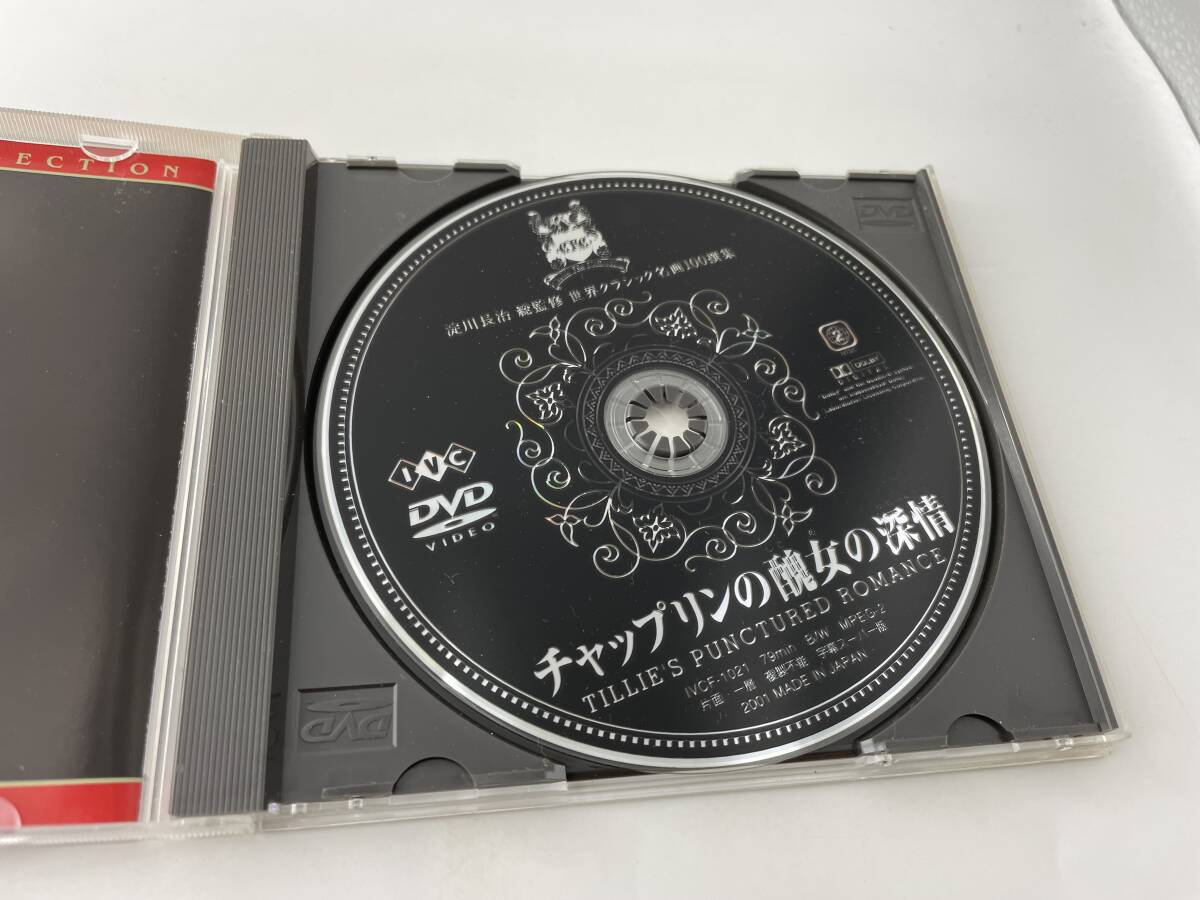 ECTION
C.F.C.
淀川長治 総監修 世界クラシック名画100撰集
2
DOLBY
DIGITAL
DVD
IVC
DVD
VIDEO
チャップリンの醜女の深情
TILLIE'S PUNCTURED ROMANCE
IVCF-1021 79min B/W MPEG-2
片面 一層 複製不能 字幕スーパー版
2001 MADE IN JAPAN
DVD